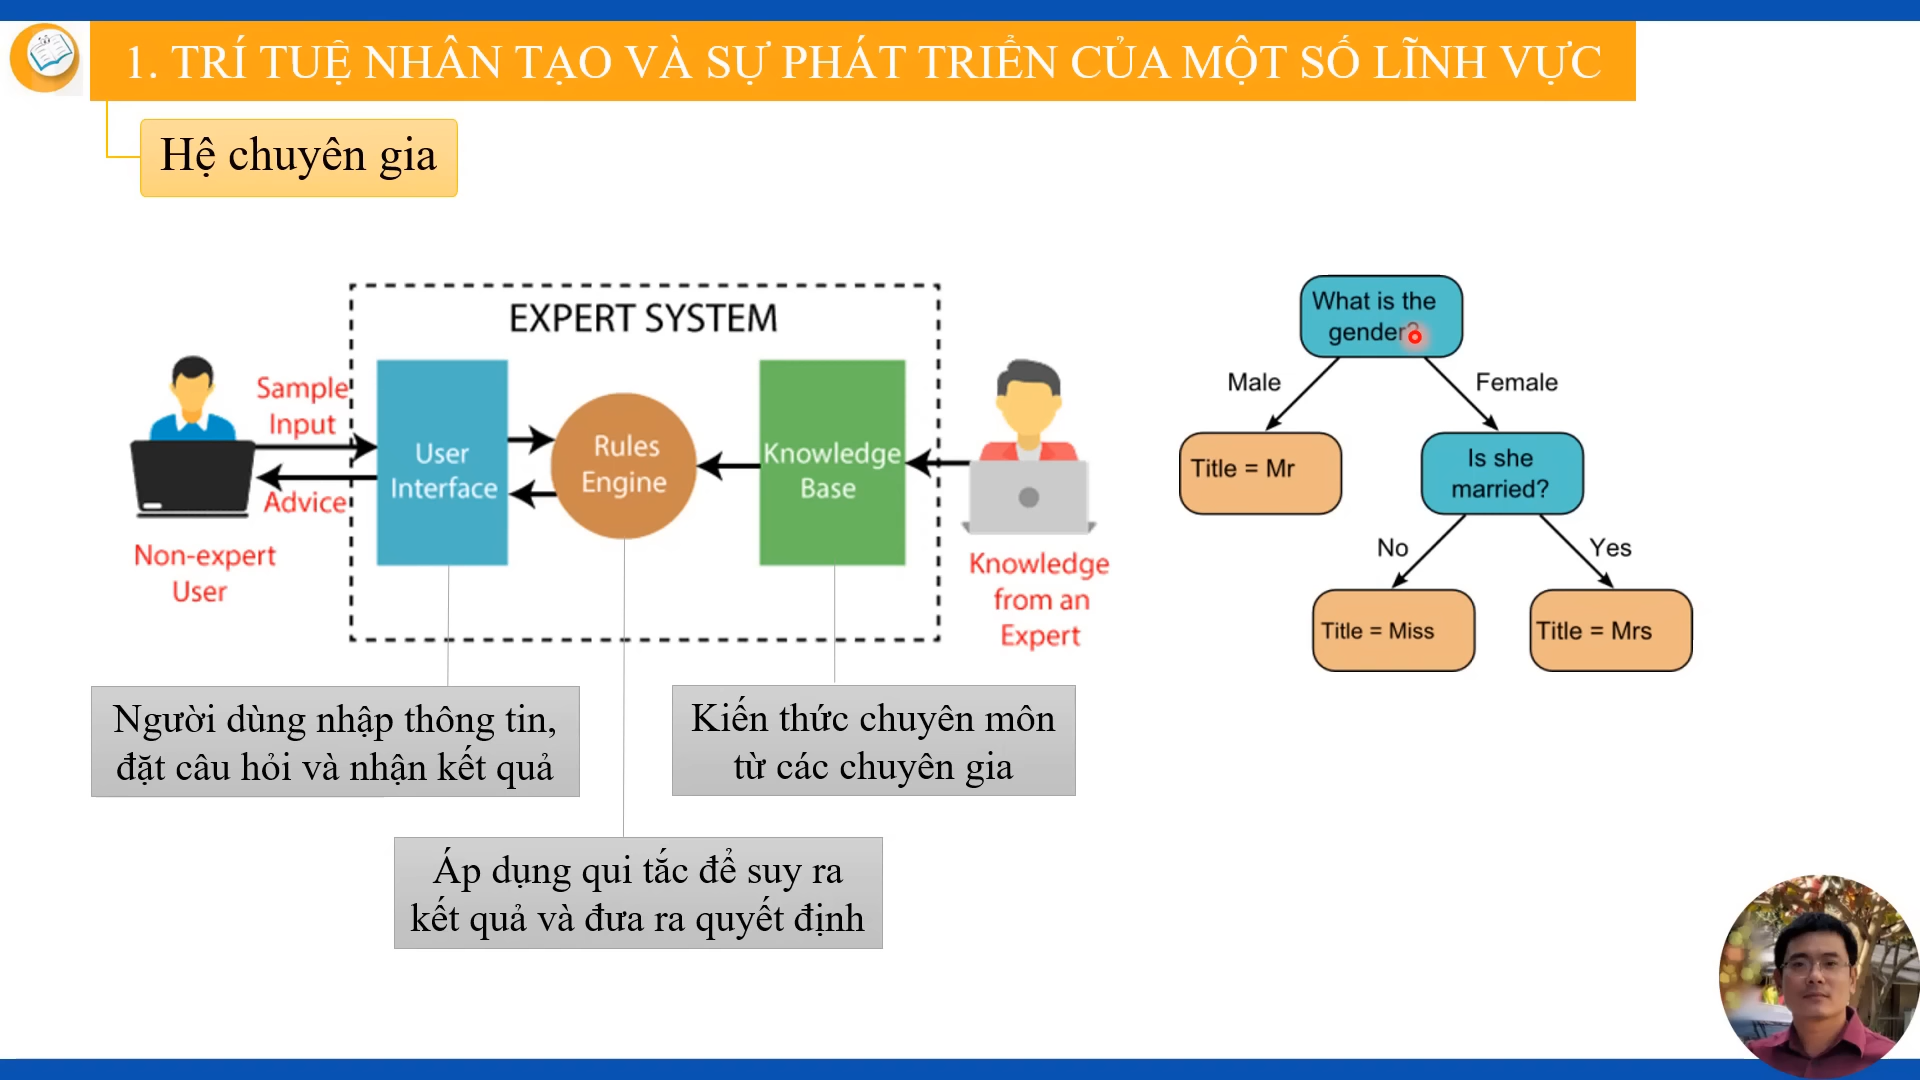 1. TRÍ TUỆ NHÂN TẠO VÀ SỰ PHÁT TRIỂN CỦA MỘT SỐ LĨNH VỰC
Hệ chuyên gia
EXPERT SYSTEM
Sample
Input
Advice
Non-expert
User
User
Interface
Rules
Engine
Knowledge
Base
Knowledge
from an
Expert
Người dùng nhập thông tin,
đặt câu hỏi và nhận kết quả
Kiến thức chuyên môn
từ các chuyên gia
Áp dụng qui tắc để suy ra
kết quả và đưa ra quyết định
What is the
gender?
Male
Female
Title = Mr
Is she
married?
No
Yes
Title = Miss
Title = Mrs